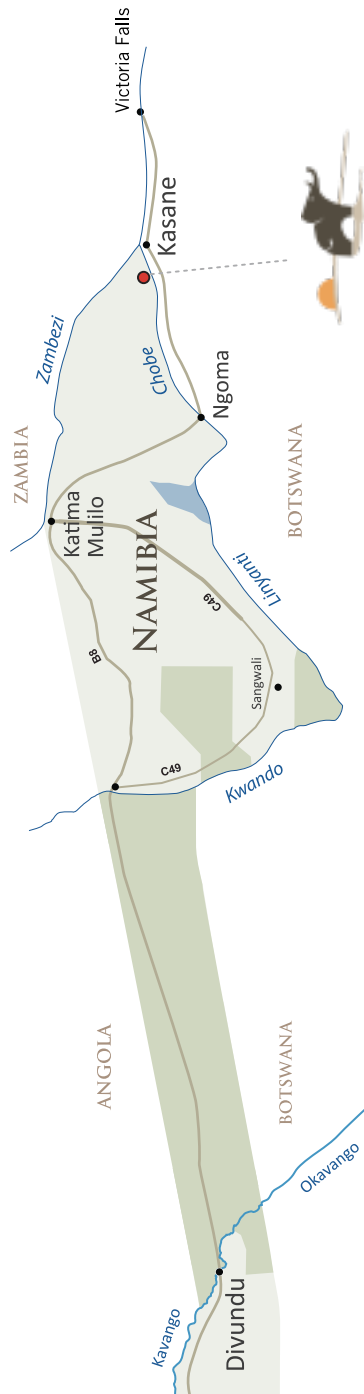 Victoria Falls
Kasane
Zambezi
Chobe
Ngoma
ZAMBIA
BOTSWANA
Katima
Mulilo
NAMIBIA
Linyanti
B8
C49
Sangwali
C49
Kwando
ANGOLA
BOTSWANA
Okavango
Kavango
Divundu